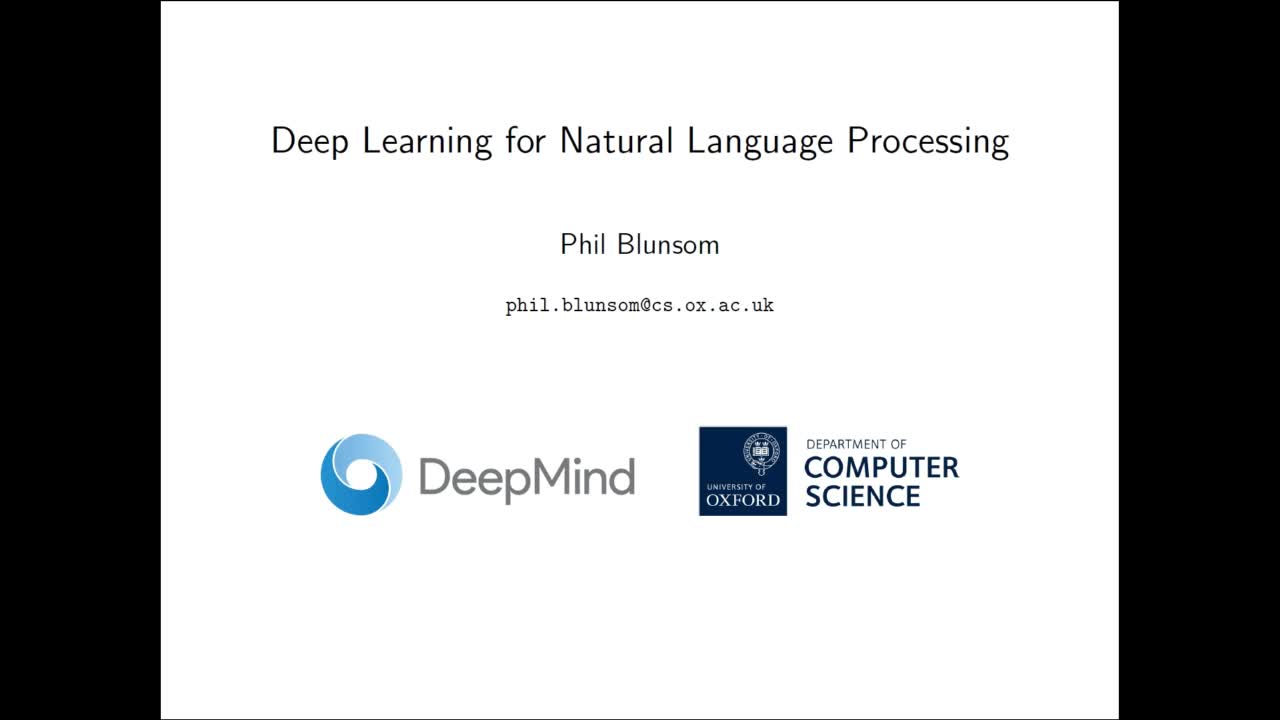 Deep Learning for Natural Language Processing
Phil Blunsom
phil.blunsom@cs.ox.ac.uk
DeepMind
UNIVERSITY OF
OXFORD
DEPARTMENT OF
COMPUTER
SCIENCE